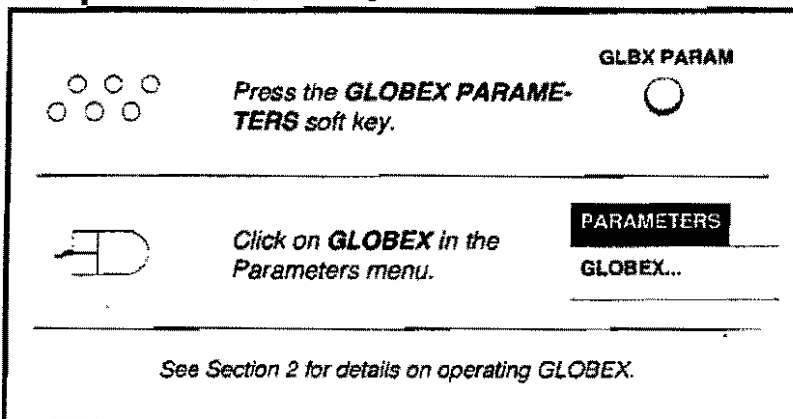 GLBX PARAM
Press the GLOBEX PARAME-
TERS soft key.
Click on GLOBEX in the
Parameters menu.
PARAMETERS
GLOBEX...
See Section 2 for details on operating GLOBEX.